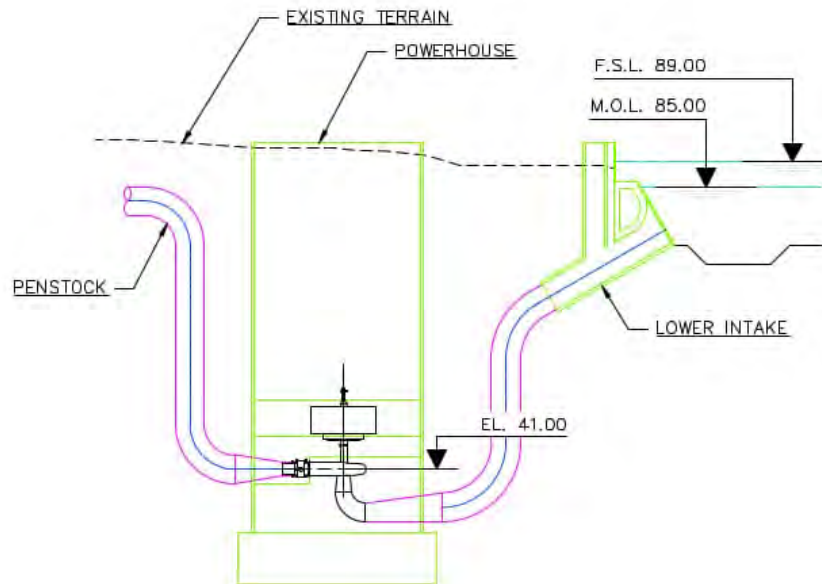 EXISTING TERRAIN
POWERHOUSE
F.S.L. 89.00
M.O.L. 85.00
PENSTOCK
LOWER INTAKE
EL. 41.00